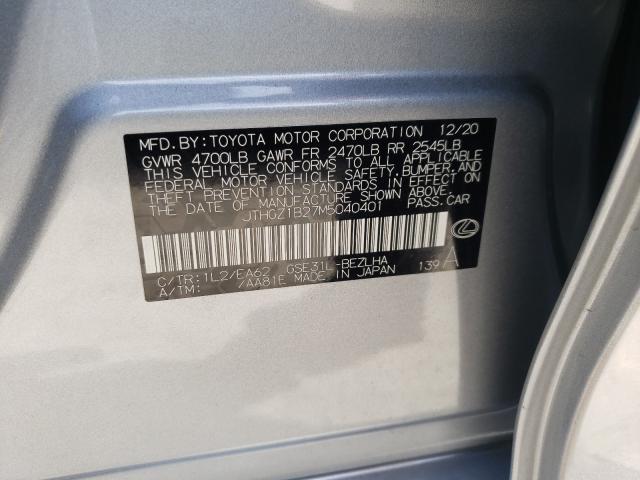 MFD.BY:TOYOTA MOTOR CORPORATION 12/20
GVWR 4700LB GAWR FR 2470LB RR 2545LB
THIS VEHICLE CONFORMS TO ALL APPLICABLE
FEDERAL MOTOR VEHICLE SAFETY,BUMPER,AND
THEFT PREVENTION STANDARDS IN EFFECT ON
THE DATE OF MANUFACTURE SHOWN ABOVE.
JTHGZ1B27M5040401 PASS.CAR
C/TR:1L2/EA62 GSE31L-BEZLHA 139A
A/TM: /AA81E MADE IN JAPAN